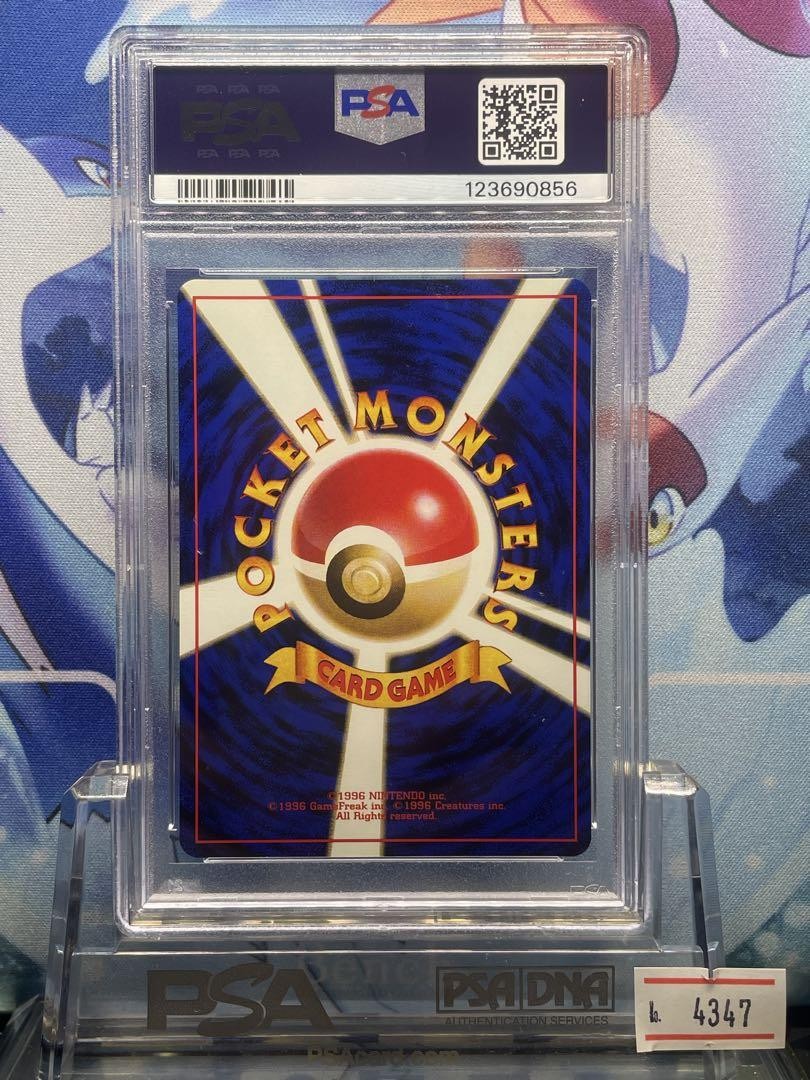 PSA PSA PSA
PSA
PSA PSA PSA
PSA
123690856
POCKET MONSTERS
CARD GAME
©1996 NINTENDO inc.
©1996 GameFreak inc. ©1996 Creatures inc.
All Rights reserved.
PSA
PSA
PSA DNA
AUTHENTICATION SERVICES
PSAcard.com
4347